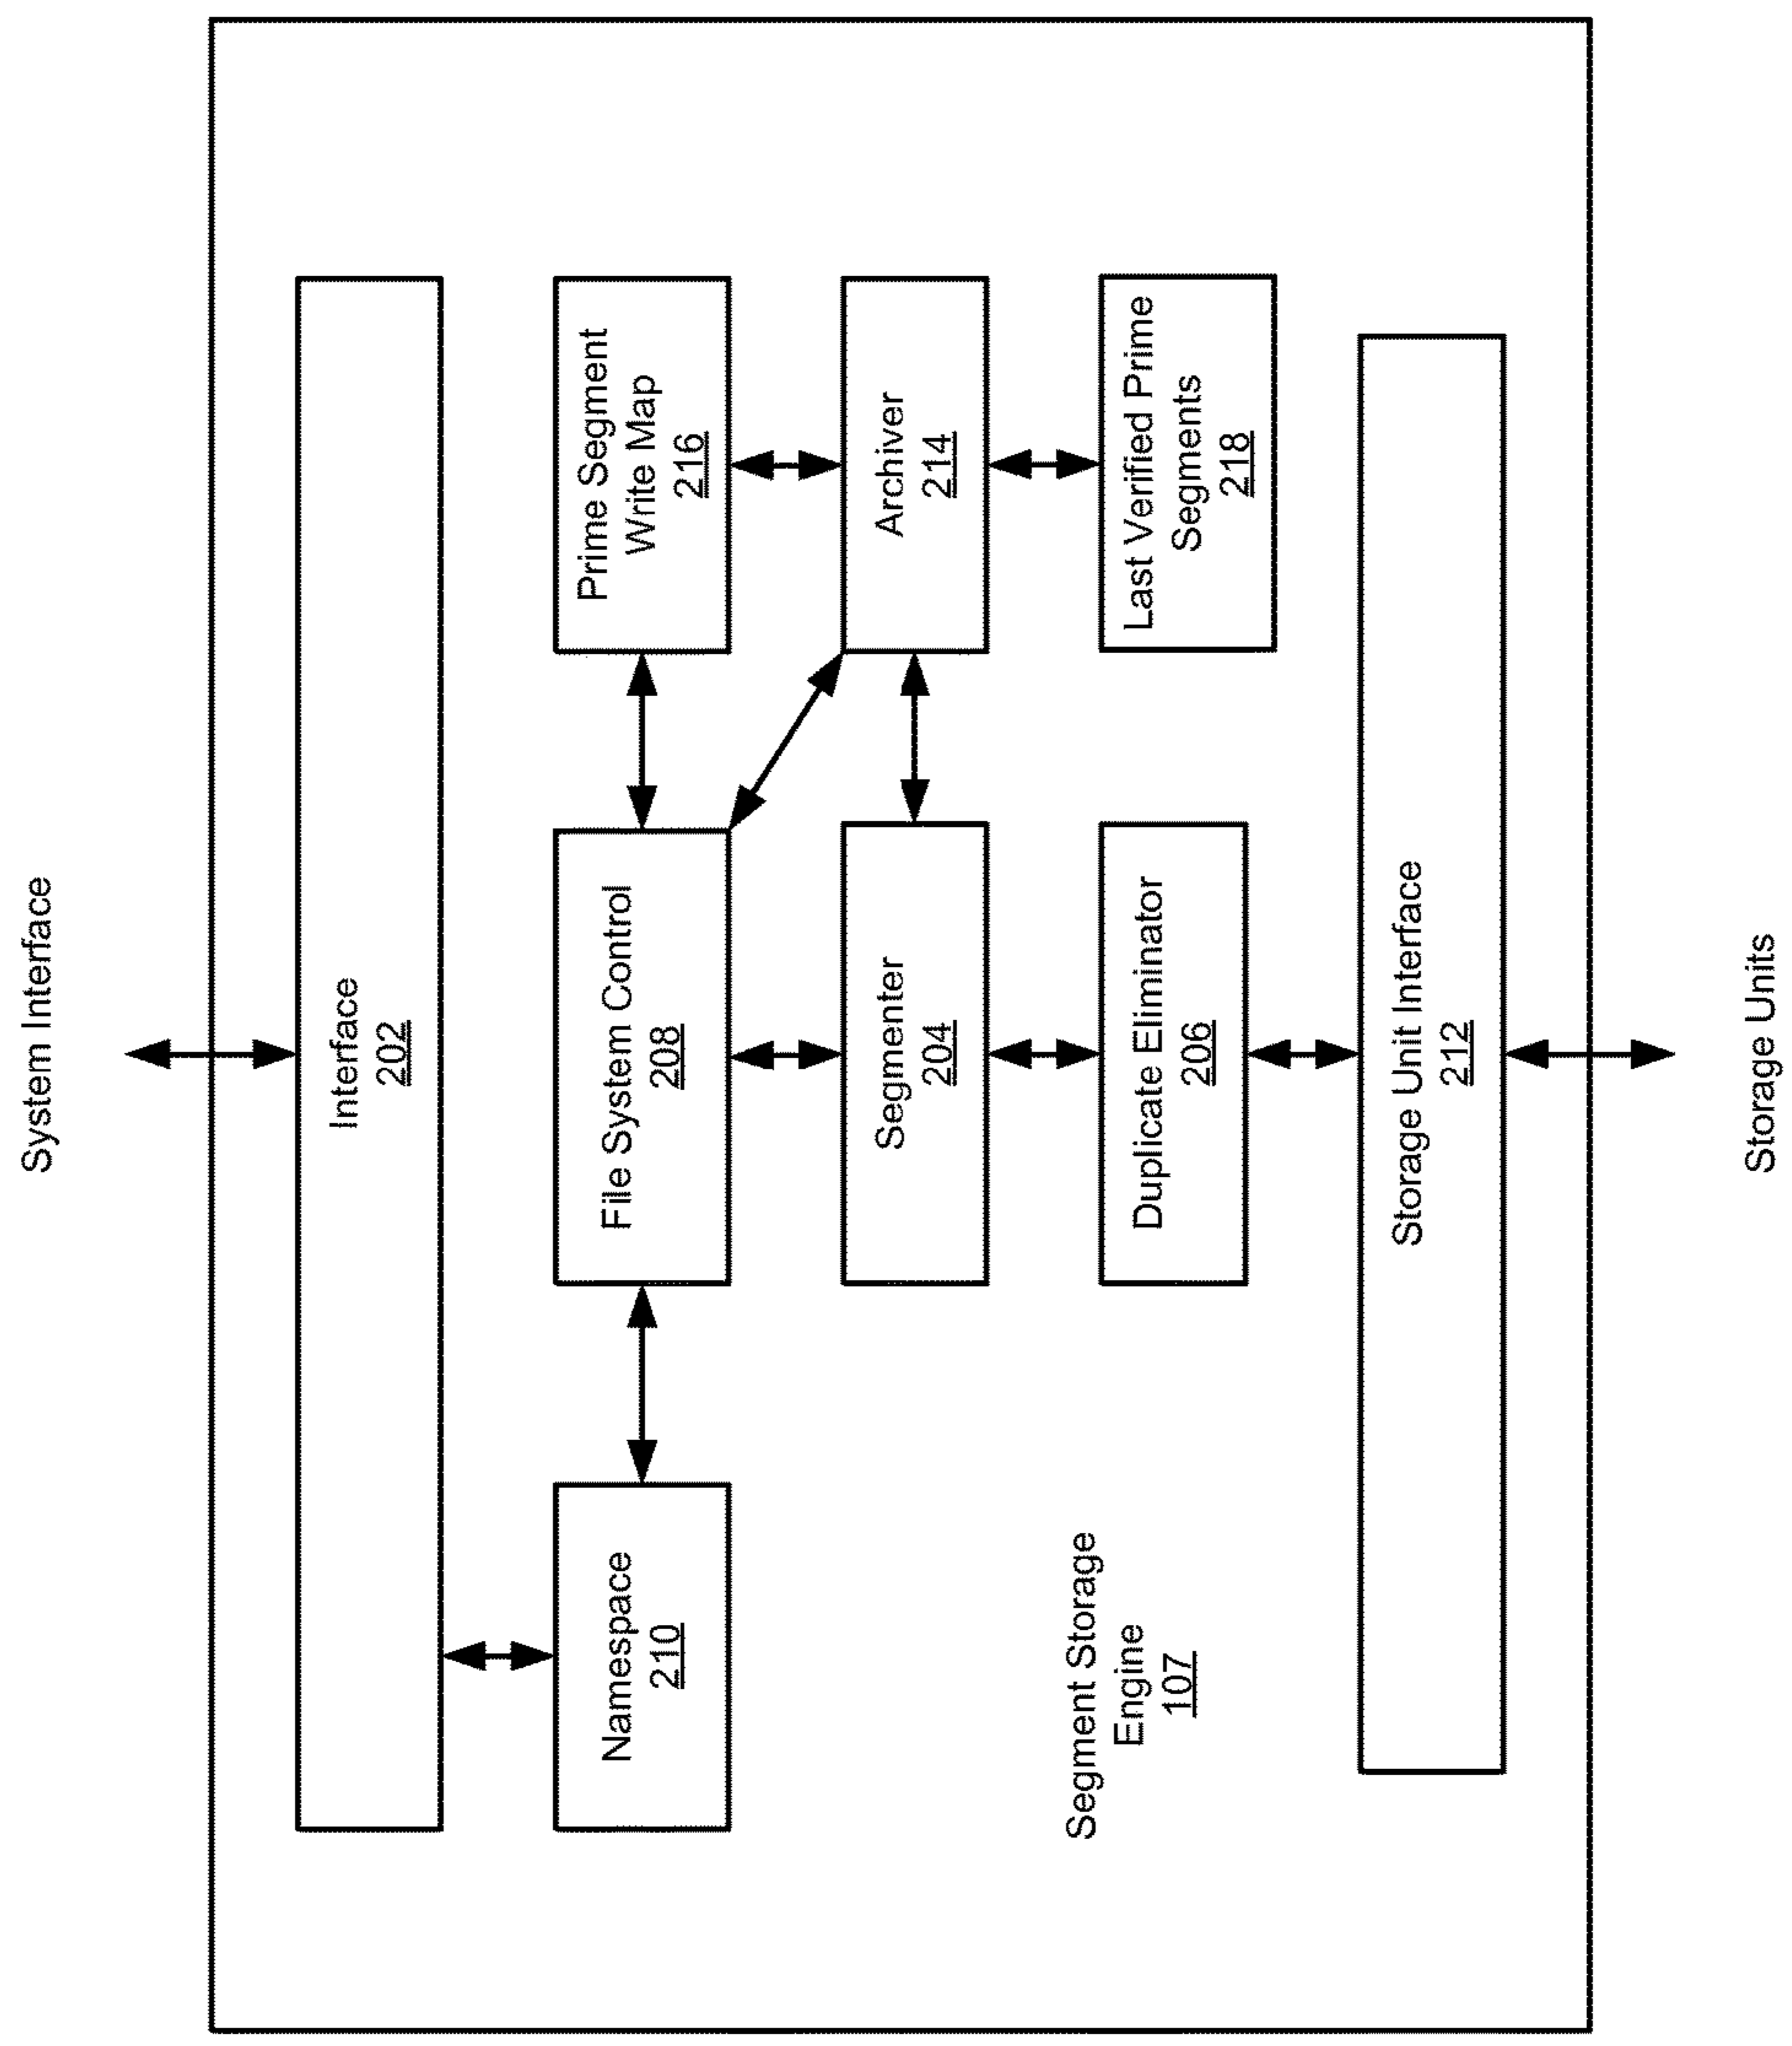 System Interface
Interface
202
Namespace
210
File System Control
208
Prime Segment
Write Map
216
Segmenter
204
Archiver
214
Segment Storage
Engine
107
Duplicate Eliminator
206
Last Verified Prime
Segments
218
Storage Unit Interface
212
Storage Units